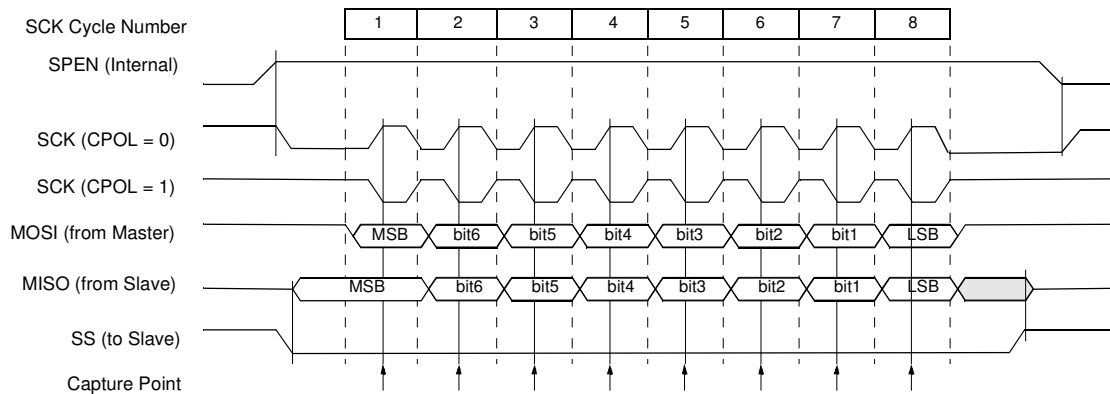 SCK Cycle Number 1 2 3 4 5 6 7 8
SPEN (Internal)
SCK (CPOL = 0)
SCK (CPOL = 1)
MOSI (from Master) MSB bit6 bit5 bit4 bit3 bit2 bit1 LSB
MISO (from Slave) MSB bit6 bit5 bit4 bit3 bit2 bit1 LSB
SS (to Slave)
Capture Point